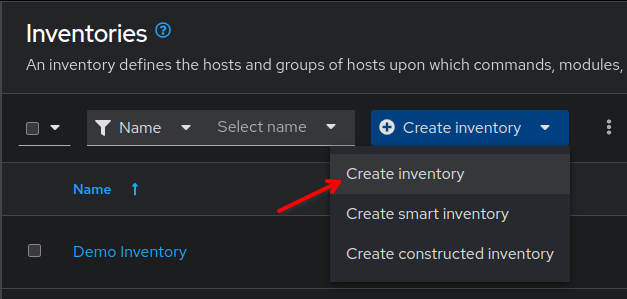 Inventories
An inventory defines the hosts and groups of hosts upon which commands, modules,
Name Select name Create inventory
Create inventory
Name
Create smart inventory
Demo Inventory
Create constructed inventory